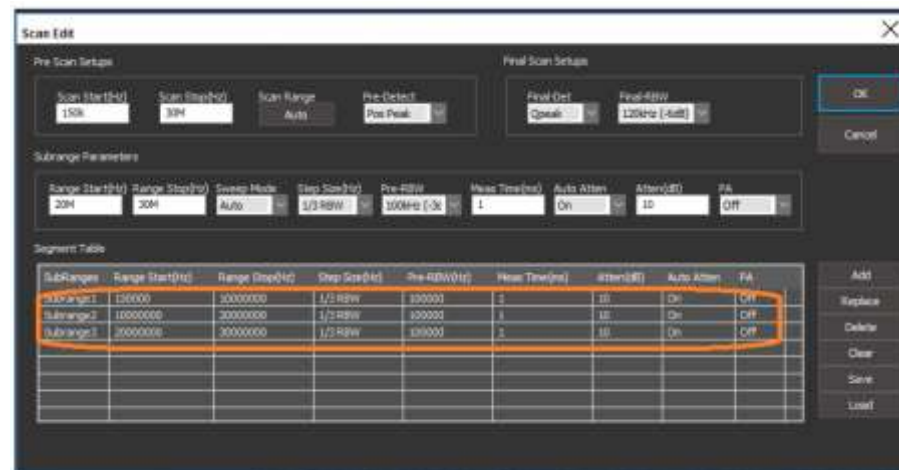 Scan Edit
Pre Scan Setups
Final Scan Setups
Scan Start(Hz) Scan Stop(Hz) Scan Range Pre-Detect
150k 30M Auto Pos Peak
Final-Det Final-RBW
Qpeak 120kHz (-6dB)
OK
Cancel
Subrange Parameters
Range Start(Hz) Range Stop(Hz) Sweep Mode Step Size(Hz) Pre-RBW Meas Time(ms) Auto Atten Atten(dB) PA
20M 30M Auto 1/3 RBW 100kHz (-3d 1 On 10 Off
Segment Table
SubRanges Range Start(Hz) Range Stop(Hz) Step Size(Hz) Pre-RBW(Hz) Meas Time(ms) Atten(dB) Auto Atten PA
Subrange1 10000000 1/3 RBW 100000 1 10 On Off
Subrange2 10000000 20000000 1/3 RBW 100000 1 10 On Off
Subrange3 20000000 30000000 1/3 RBW 100000 1 10 On Off
Add
Replace
Delete
Clear
Save
Load